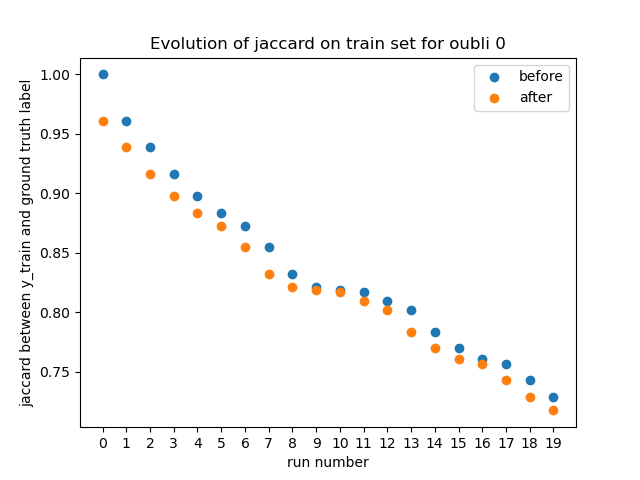 Evolution of jaccard on train set for oubli 0
before
after
jaccard between y_train and ground truth label
1.00
0.95
0.90
0.85
0.80
0.75
0 1 2 3 4 5 6 7 8 9 10 11 12 13 14 15 16 17 18 19
run number